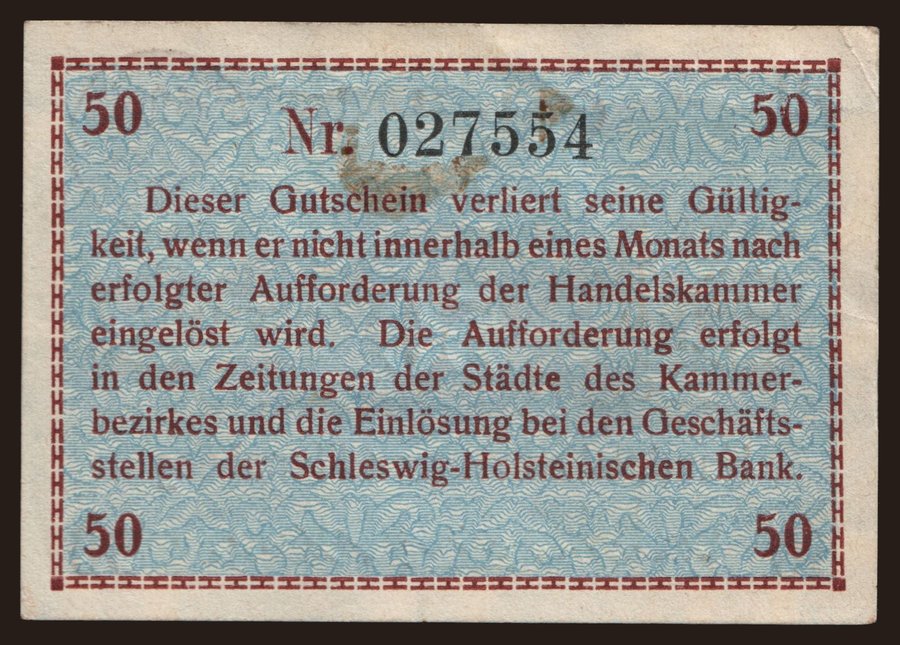 50 50
Nr. 027554
Dieser Gutschein verliert seine Gültig-
keit, wenn er nicht innerhalb eines Monats nach
erfolgter Aufforderung der Handelskammer
eingelöst wird. Die Aufforderung erfolgt
in den Zeitungen der Städte des Kammer-
bezirkes und die Einlösung bei den Geschäfts-
stellen der Schleswig-Holsteinischen Bank.
50 50